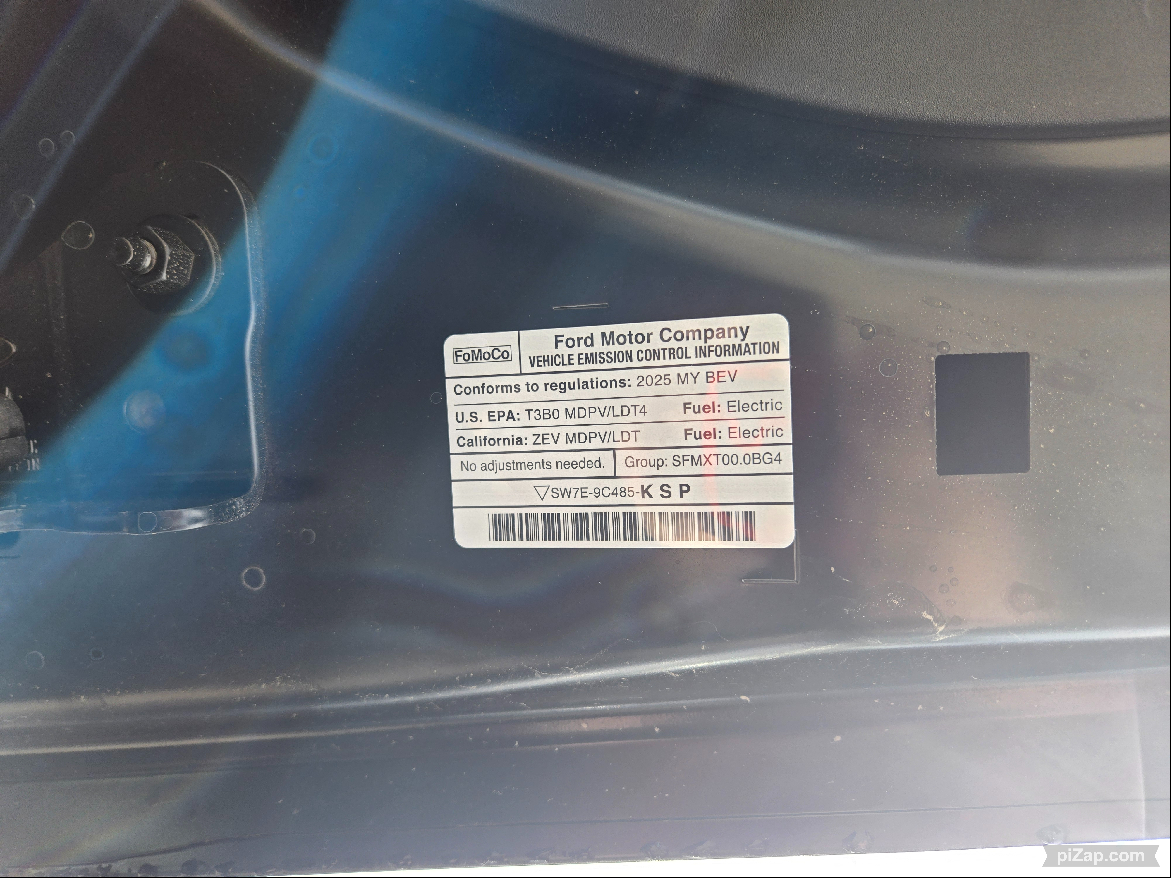 FoMoCo
Ford Motor Company
VEHICLE EMISSION CONTROL INFORMATION
Conforms to regulations: 2025 MY BEV
U.S. EPA: T3B0 MDPV/LDT4 Fuel: Electric
California: ZEV MDPV/LDT Fuel: Electric
No adjustments needed. Group: SFMXT00.0BG4
▽SW7E-9C485-K S P
piZap.com